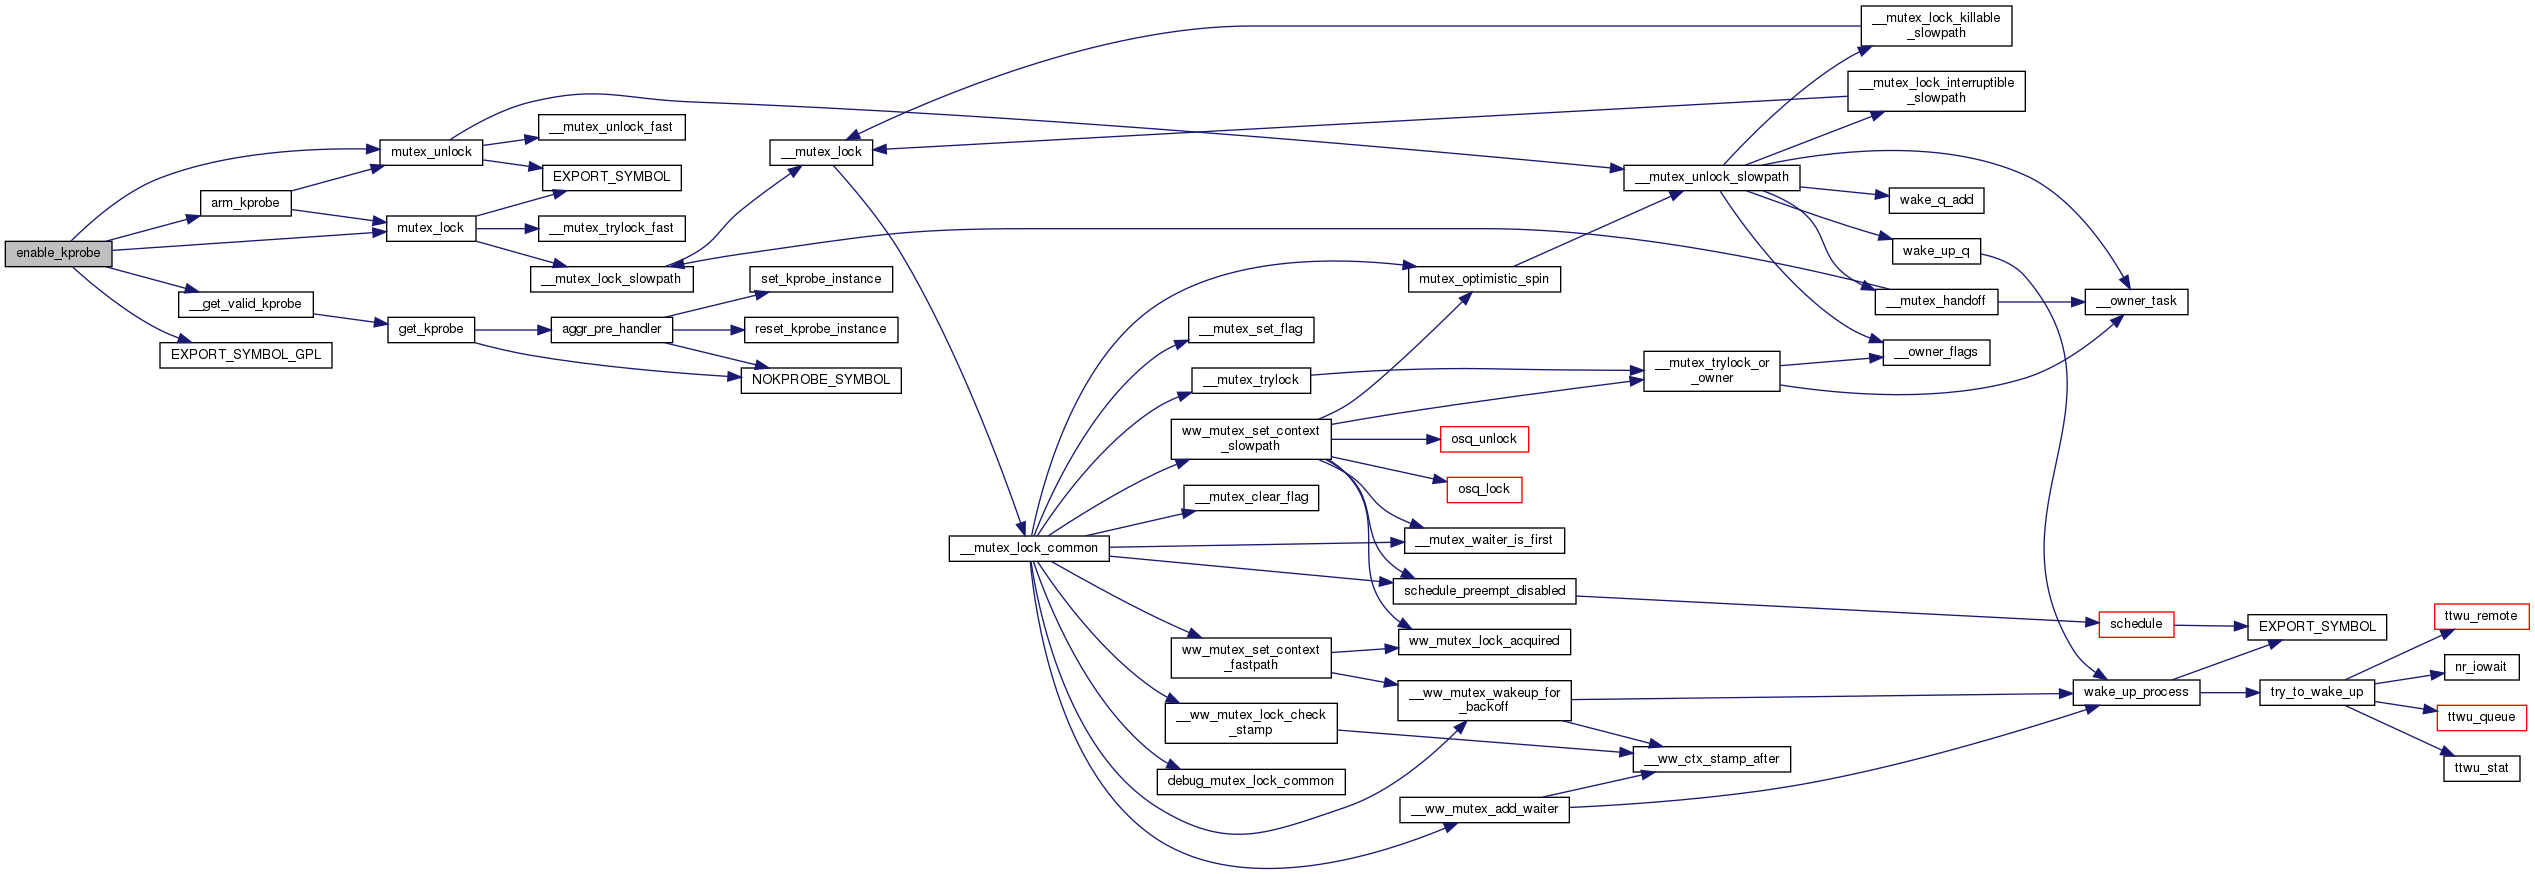 enable_kprobe
mutex_unlock
arm_kprobe
mutex_lock
__get_valid_kprobe
EXPORT_SYMBOL_GPL
get_kprobe
__mutex_unlock_fast
EXPORT_SYMBOL
__mutex_trylock_fast
__mutex_lock_slowpath
aggr_pre_handler
set_kprobe_instance
reset_kprobe_instance
NOKPROBE_SYMBOL
__mutex_lock
__mutex_lock_common
mutex_optimistic_spin
__mutex_set_flag
__mutex_trylock
ww_mutex_set_context
_slowpath
__mutex_clear_flag
ww_mutex_set_context
_fastpath
__ww_mutex_lock_check
_stamp
debug_mutex_lock_common
osq_unlock
osq_lock
__mutex_waiter_is_first
schedule_preempt_disabled
ww_mutex_lock_acquired
__ww_mutex_wakeup_for
_backoff
__ww_mutex_add_waiter
__mutex_unlock_slowpath
__mutex_trylock_or
_owner
__ww_ctx_stamp_after
__mutex_lock_killable
_slowpath
__mutex_lock_interruptible
_slowpath
wake_q_add
wake_up_q
__mutex_handoff
__owner_flags
__owner_task
schedule
wake_up_process
EXPORT_SYMBOL
try_to_wake_up
ttwu_remote
nr_iowait
ttwu_queue
ttwu_stat